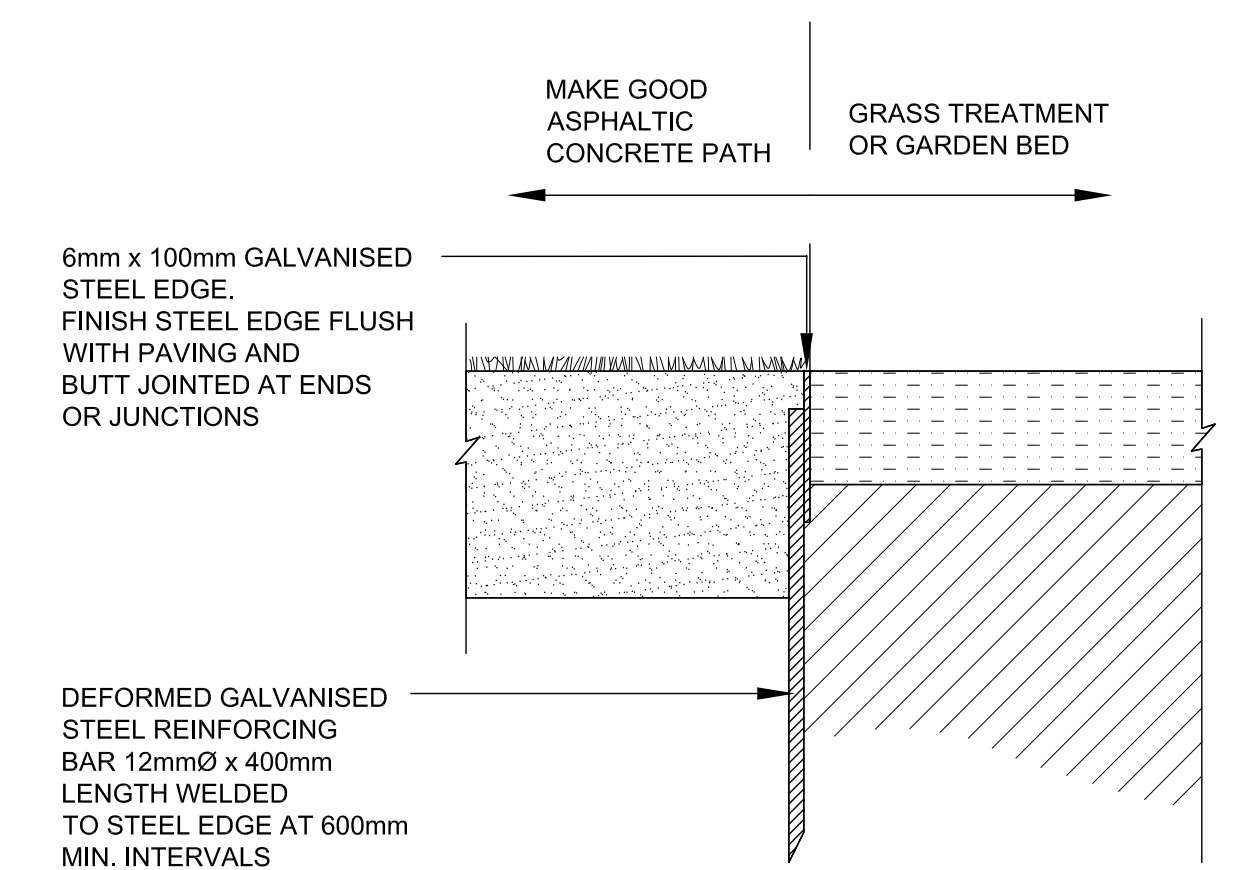 MAKE GOOD
ASPHALTIC
CONCRETE PATH
GRASS TREATMENT
OR GARDEN BED
6mm x 100mm GALVANISED
STEEL EDGE.
FINISH STEEL EDGE FLUSH
WITH PAVING AND
BUTT JOINTED AT ENDS
OR JUNCTIONS
DEFORMED GALVANISED
STEEL REINFORCING
BAR 12mmØ x 400mm
LENGTH WELDED
TO STEEL EDGE AT 600mm
MIN. INTERVALS